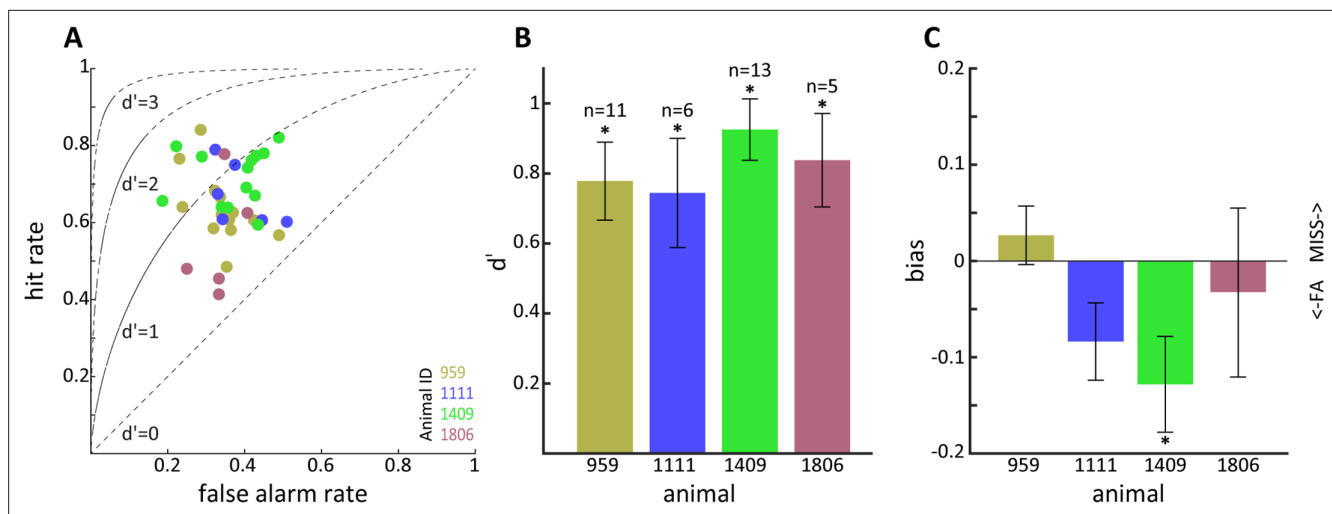 A
hit rate
1
0.8
0.6
0.4
0.2
d'=3
d'=2
d'=1
d'=0
Animal ID
959
1111
1409
1806
0.2 0.4 0.6 0.8 1
false alarm rate
B
d'
1
0.8
0.6
0.4
0.2
n=11 n=6 n=13 n=5
* * * *
959 1111 1409 1806
animal
C
bias
0.2
0.1
0
-0.1
-0.2
<-FA MISS->
*
959 1111 1409 1806
animal